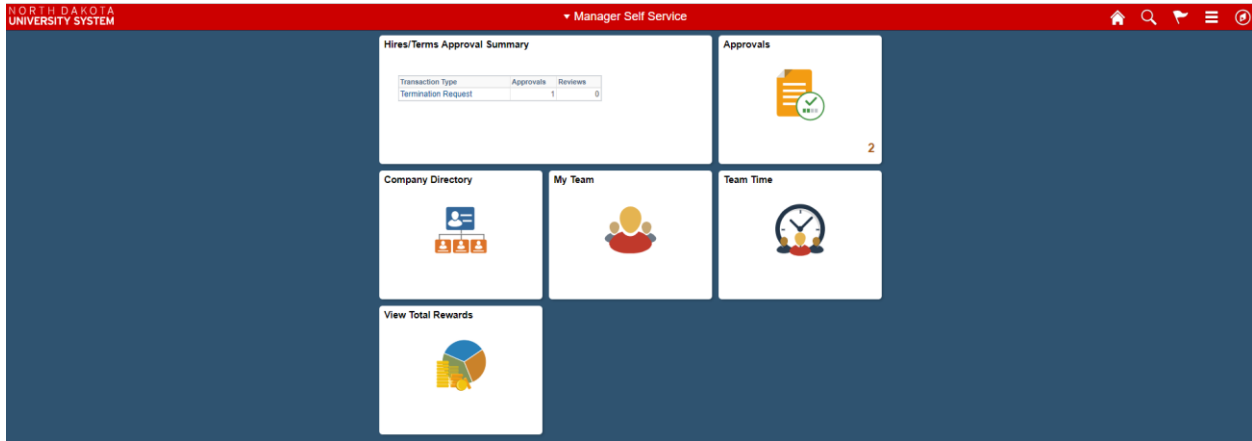 NORTH DAKOTA
UNIVERSITY SYSTEM
Manager Self Service
Hires/Terms Approval Summary
Transaction Type Approvals Reviews
Termination Request 1 0
Approvals
2
Company Directory
My Team
Team Time
View Total Rewards